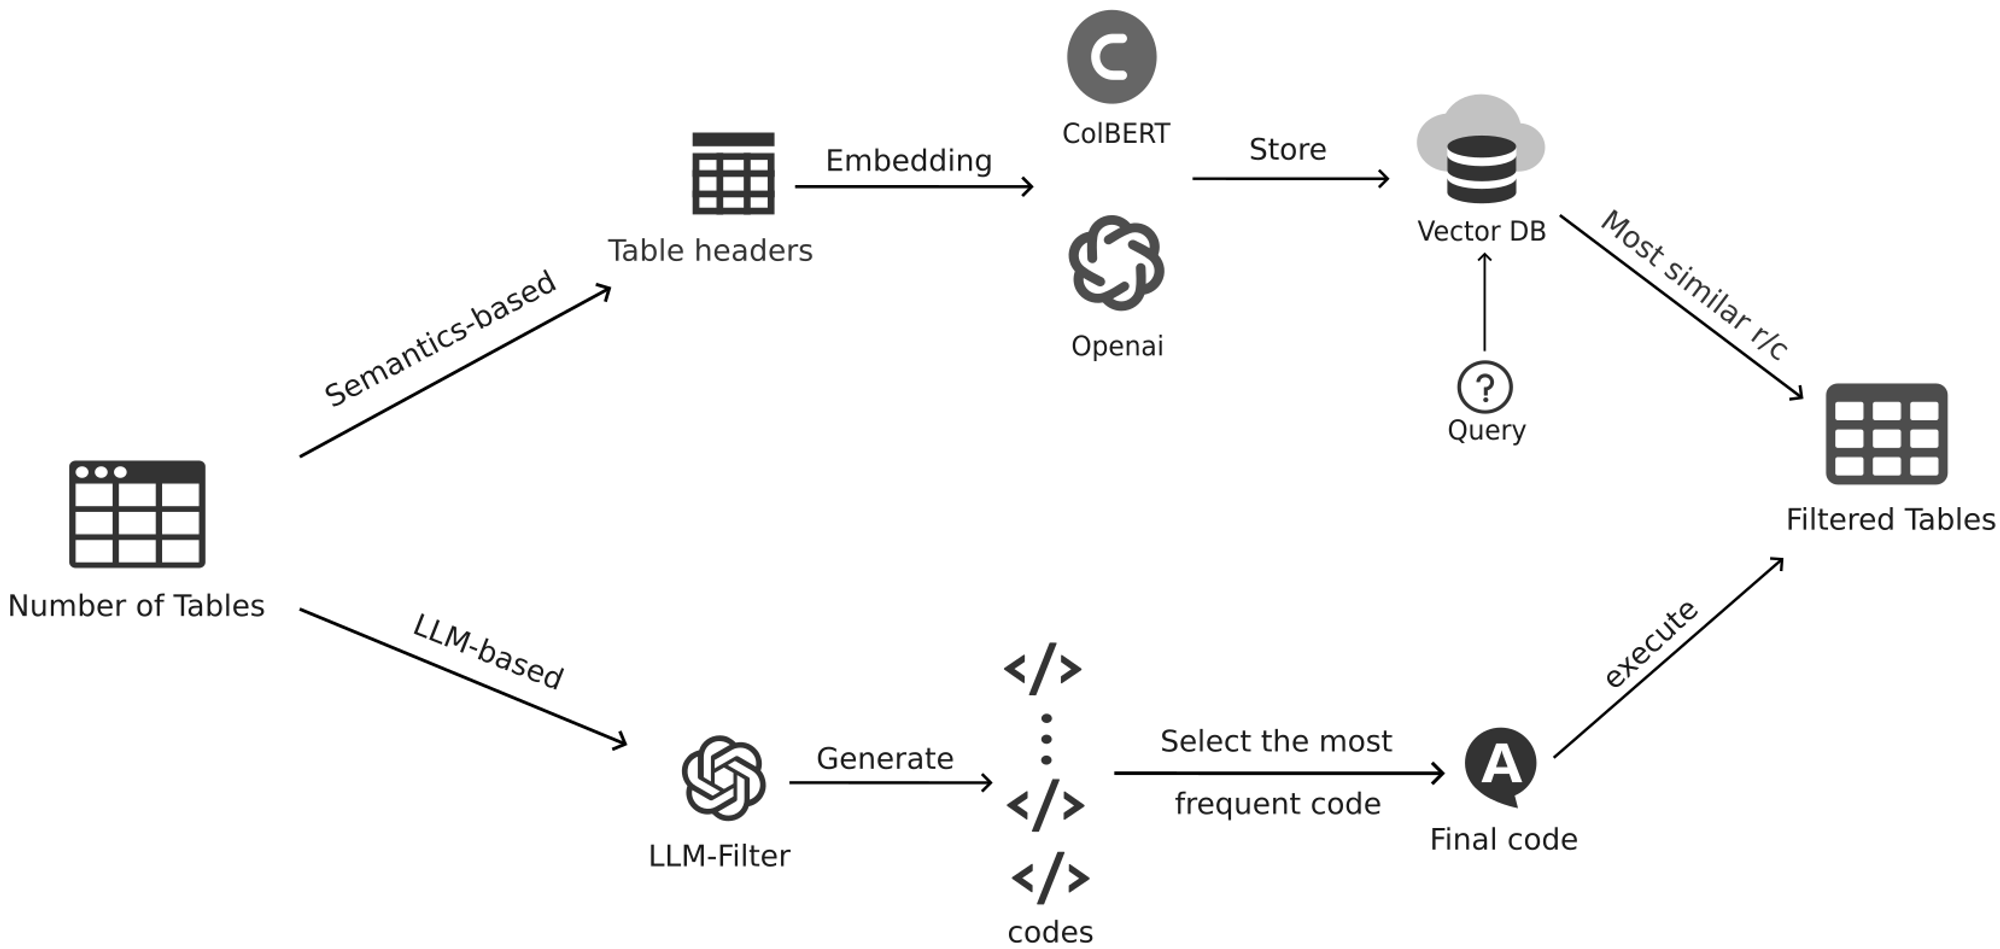 C
ColBERT
Embedding
Store
Table headers
Vector DB
Most similar r/c
Semantics-based
Openai
?
Query
Filtered Tables
Number of Tables
LLM-based
</>
execute
Select the most
Generate
frequent code
A
</>
LLM-Filter
Final code
</>
codes